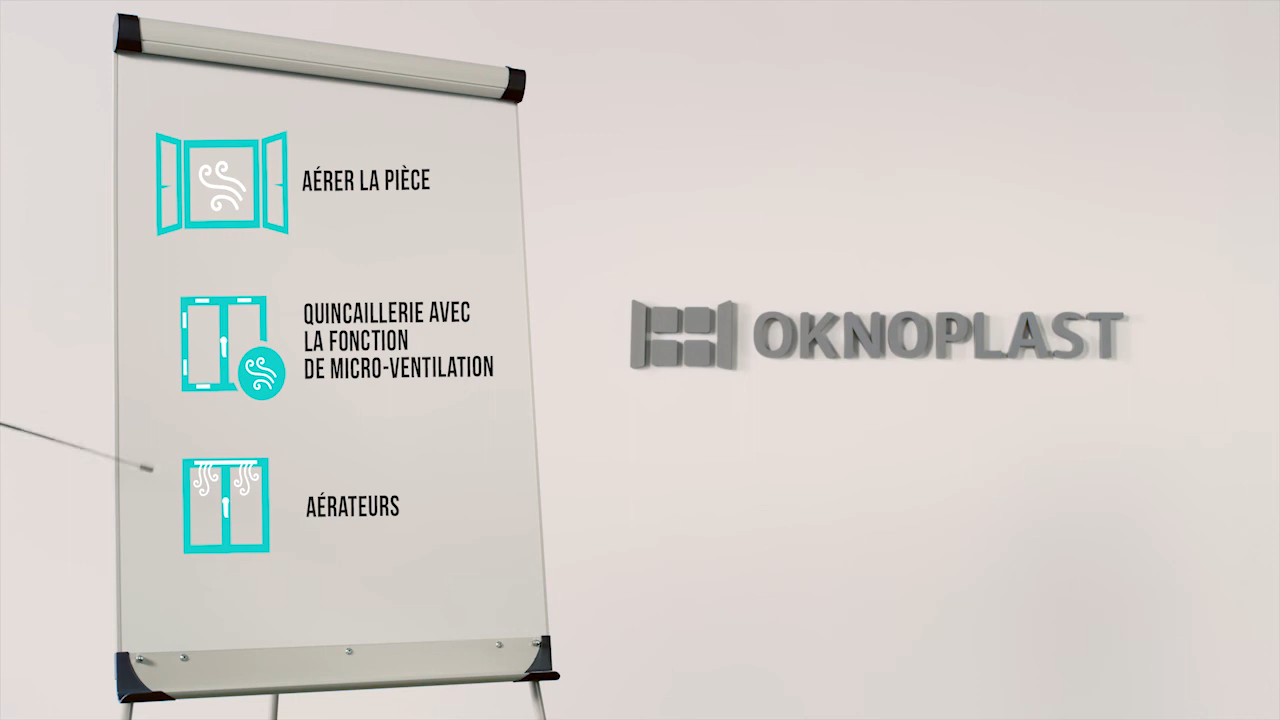 AÉRER LA PIÈCE
QUINCAILLERIE AVEC
LA FONCTION
DE MICRO-VENTILATION
AÉRATEURS
OKNOPLAST